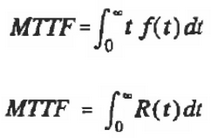 MTTF=∫₀^∞ t f(t) dt
MTTF = ∫₀^∞ R(t) dt